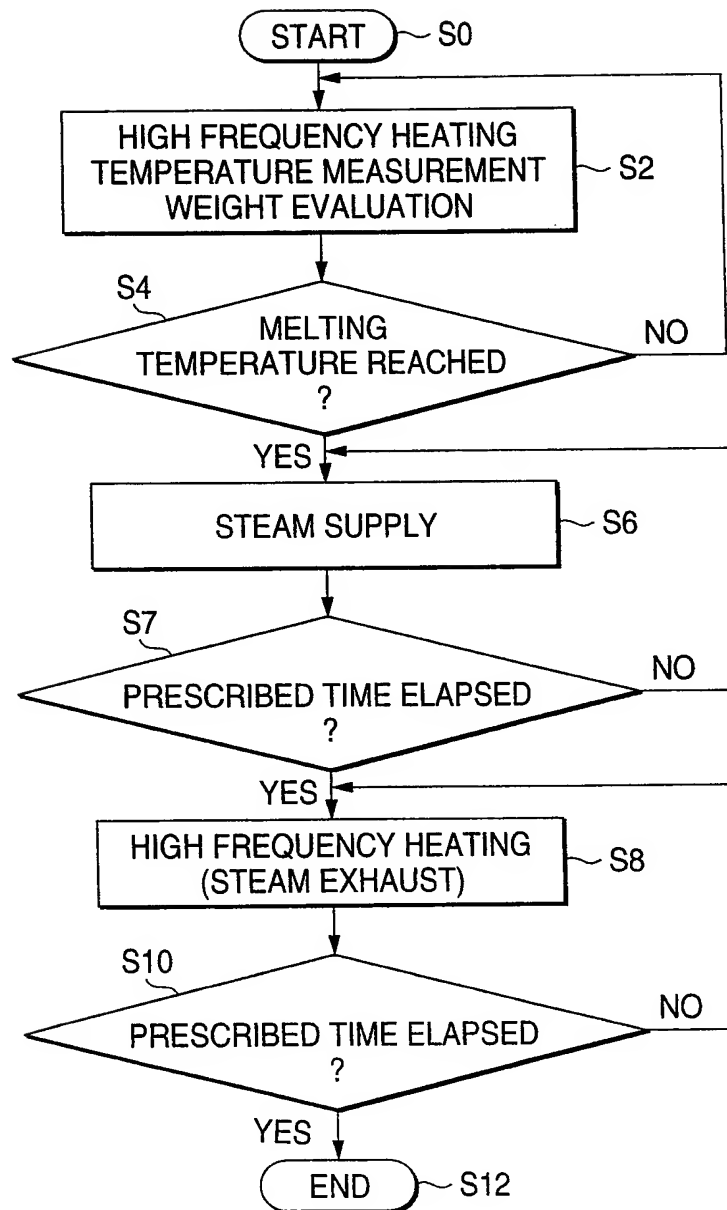 START
S0
HIGH FREQUENCY HEATING
TEMPERATURE MEASUREMENT
WEIGHT EVALUATION
S2
S4
MELTING
TEMPERATURE REACHED
?
NO
YES
STEAM SUPPLY
S6
S7
PRESCRIBED TIME ELAPSED
?
NO
YES
HIGH FREQUENCY HEATING
(STEAM EXHAUST)
S8
S10
PRESCRIBED TIME ELAPSED
?
NO
YES
END
S12